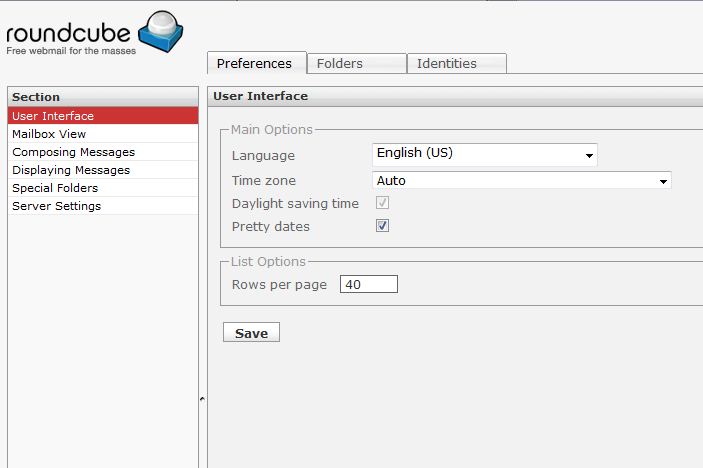 roundcube
Free webmail for the masses
Preferences Folders Identities
Section
User Interface
Mailbox View
Composing Messages
Displaying Messages
Special Folders
Server Settings
User Interface
Main Options
Language English (US)
Time zone Auto
Daylight saving time
Pretty dates
List Options
Rows per page 40
Save